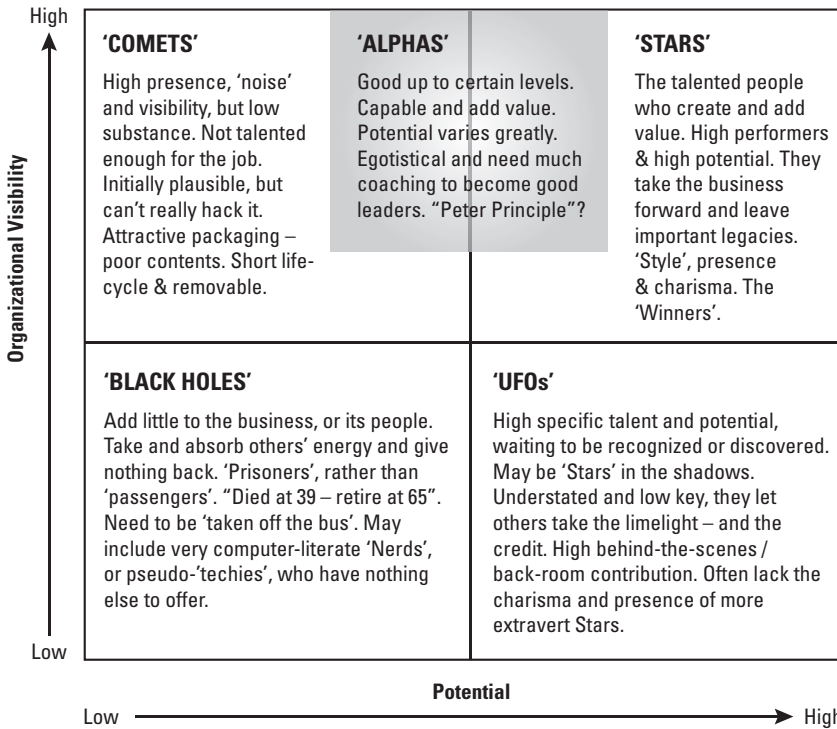 High
Organizational Visibility
Low
‘COMETS’
High presence, ‘noise’
and visibility, but low
substance. Not talented
enough for the job.
Initially plausible, but
can’t really hack it.
Attractive packaging –
poor contents. Short life-
cycle & removable.
‘ALPHAS’
Good up to certain levels.
Capable and add value.
Potential varies greatly.
Egotistical and need much
coaching to become good
leaders. “Peter Principle”?
‘STARS’
The talented people
who create and add
value. High performers
& high potential. They
take the business
forward and leave
important legacies.
‘Style’, presence
& charisma. The
‘Winners’.
‘BLACK HOLES’
Add little to the business, or its people.
Take and absorb others’ energy and give
nothing back. ‘Prisoners’, rather than
‘passengers’. “Died at 39 – retire at 65”.
Need to be ‘taken off the bus’. May
include very computer-literate ‘Nerds’,
or pseudo-’techies’, who have nothing
else to offer.
‘UFOs’
High specific talent and potential,
waiting to be recognized or discovered.
May be ‘Stars’ in the shadows.
Understated and low key, they let
others take the limelight – and the
credit. High behind-the-scenes /
back-room contribution. Often lack the
charisma and presence of more
extravert Stars.
Potential
Low
High